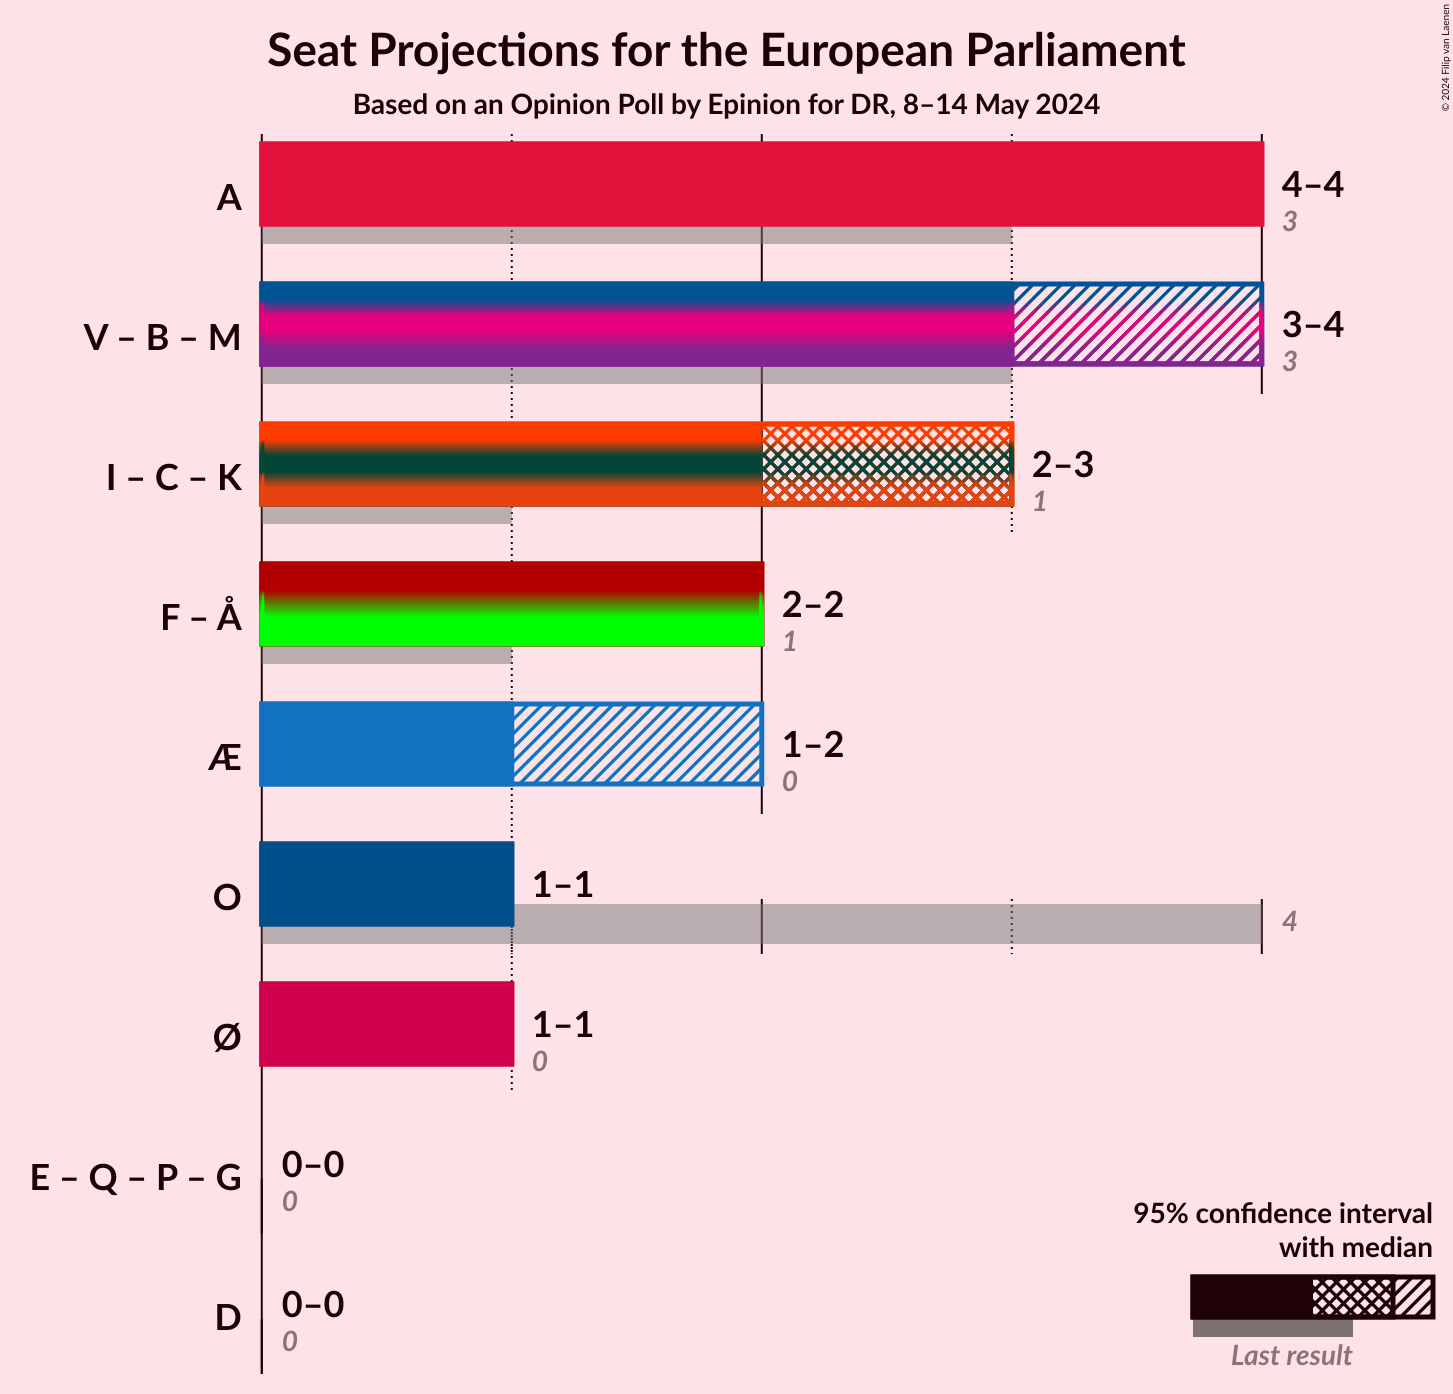 Seat Projections for the European Parliament
Based on an Opinion Poll by Epinion for DR, 8–14 May 2024
© 2024 Filip van Laenen
A
4–4
3
V – B – M
3–4
3
I – C – K
2–3
1
F – Å
2–2
1
Æ
1–2
0
O
1–1
4
Ø
1–1
0
E – Q – P – G
0–0
0
D
0–0
0
95% confidence interval
with median
Last result